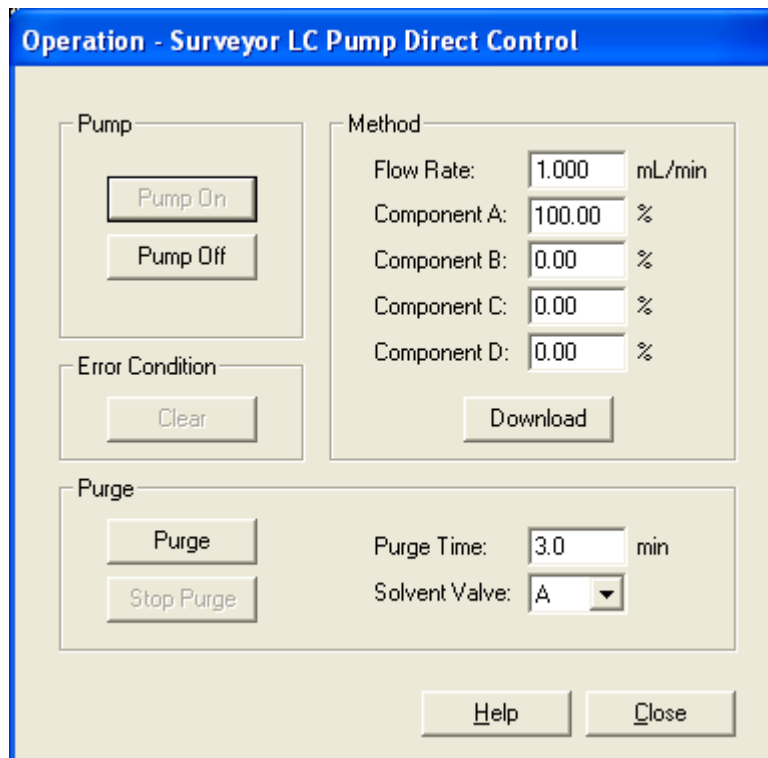 Operation - Surveyor LC Pump Direct Control
Pump
Pump On
Pump Off
Error Condition
Clear
Method
Flow Rate: 1.000 mL/min
Component A: 100.00 %
Component B: 0.00 %
Component C: 0.00 %
Component D: 0.00 %
Download
Purge
Purge
Stop Purge
Purge Time: 3.0 min
Solvent Valve: A
Help
Close